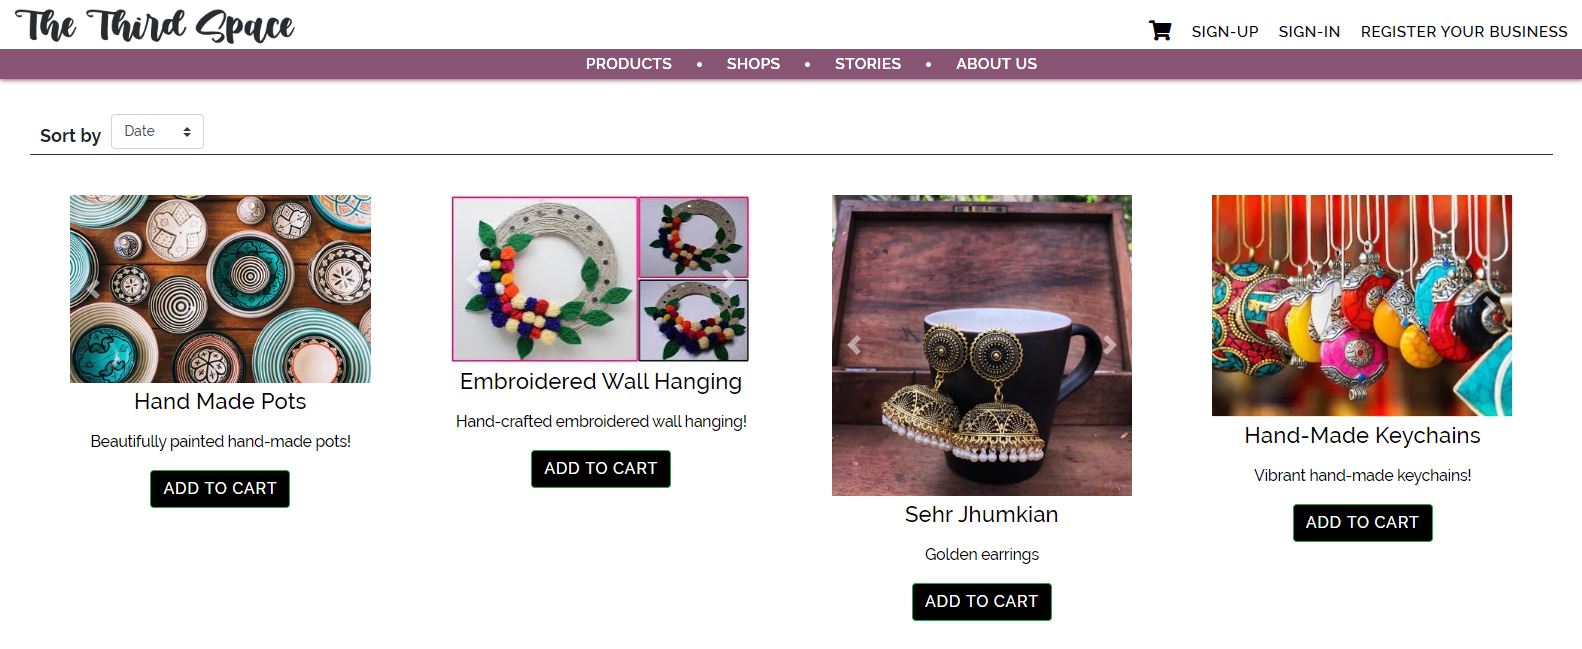 The Third Space
SIGN-UP SIGN-IN REGISTER YOUR BUSINESS
PRODUCTS • SHOPS • STORIES • ABOUT US
Sort by Date
Hand Made Pots
Beautifully painted hand-made pots!
ADD TO CART
Embroidered Wall Hanging
Hand-crafted embroidered wall hanging!
ADD TO CART
Sehr Jhumkian
Golden earrings
ADD TO CART
Hand-Made Keychains
Vibrant hand-made keychains!
ADD TO CART